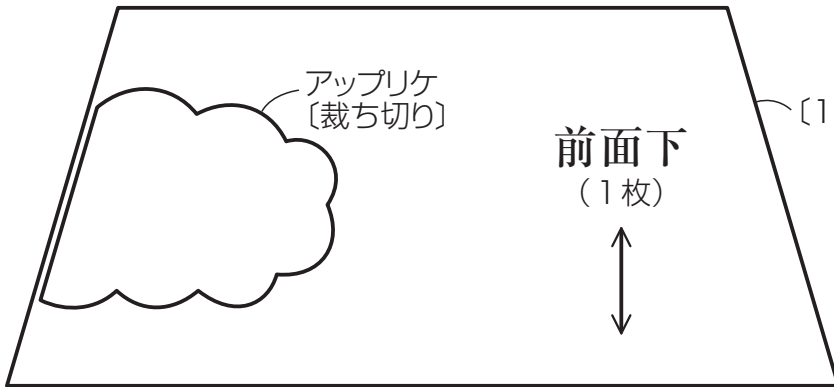 アップリケ
〔裁ち切り〕
〔1
前面下
（1枚）